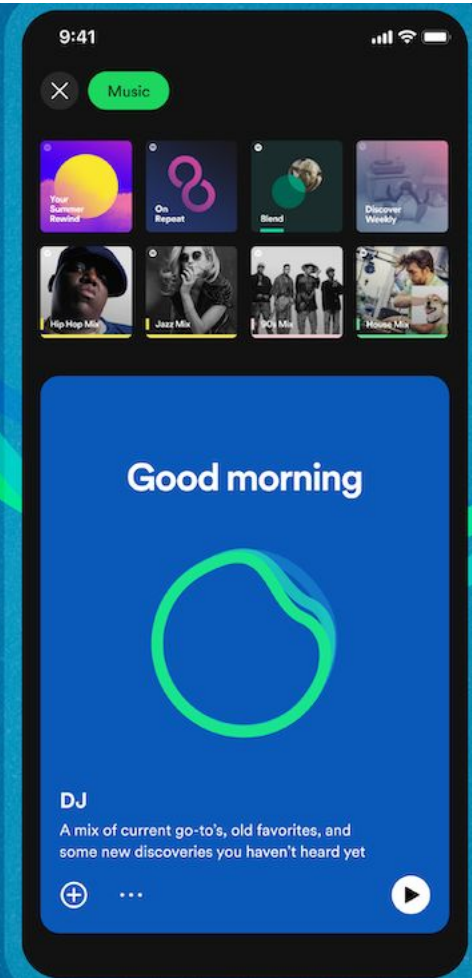 9:41
Music
Your
Summer
Rewind
On
Repeat
Blend
Discover
Weekly
Hip Hop Mix
Jazz Mix
90s Mix
House Mix
Good morning
DJ
A mix of current go-to's, old favorites, and
some new discoveries you haven't heard yet